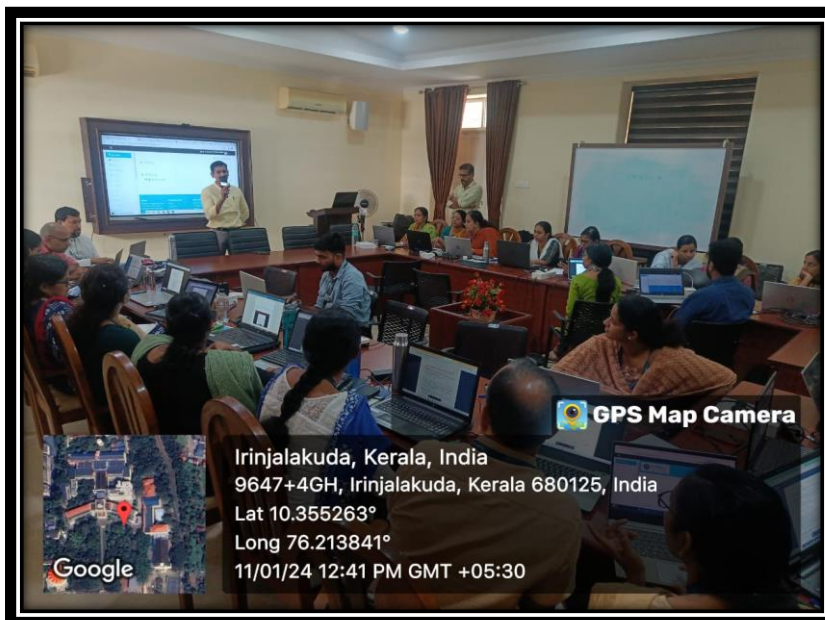 GPS Map Camera
Irinjalakuda, Kerala, India
9647+4GH, Irinjalakuda, Kerala 680125, India
Lat 10.355263°
Long 76.213841°
11/01/24 12:41 PM GMT +05:30
Google